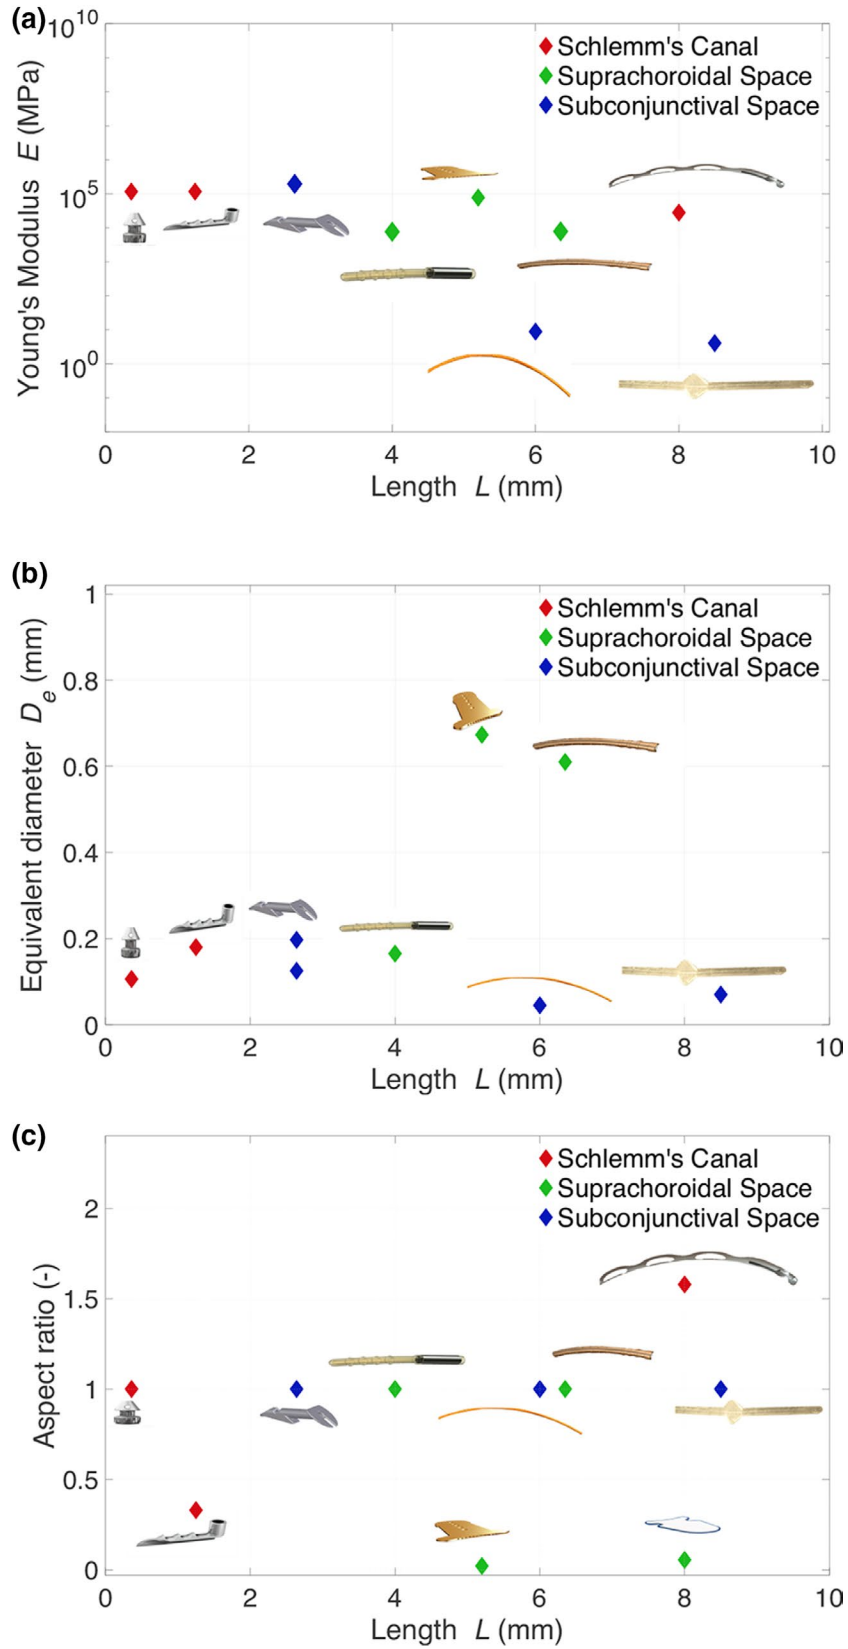 (a)
10^10
Schlemm's Canal
Suprachoroidal Space
Subconjunctival Space
Young's Modulus E (MPa)
10^5
10^0
0 2 4 6 8 10
Length L (mm)
(b)
1
Schlemm's Canal
Suprachoroidal Space
Subconjunctival Space
Equivalent diameter D_e (mm)
0.8
0.6
0.4
0.2
0
0 2 4 6 8 10
Length L (mm)
(c)
Schlemm's Canal
Suprachoroidal Space
Subconjunctival Space
Aspect ratio (-)
2
1.5
1
0.5
0
0 2 4 6 8 10
Length L (mm)